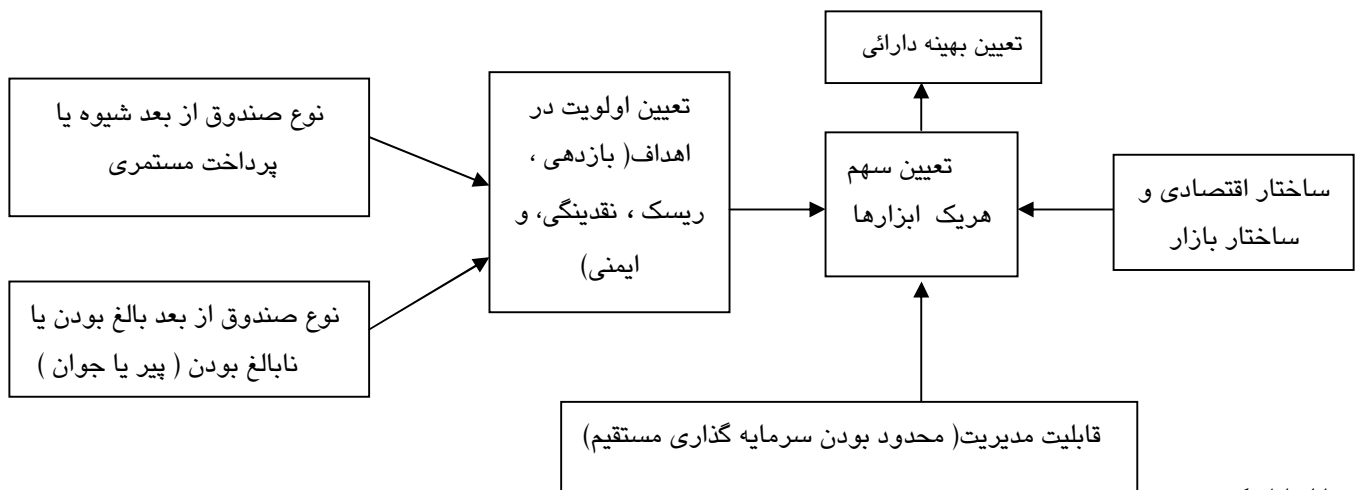 تعیین بهینه دارائی
نوع صندوق از بعد شیوه یا
پرداخت مستمری
تعیین اولویت در
اهداف( بازدهی ،
ریسک ، نقدینگی، و
ایمنی)
تعیین سهم
هریک ابزارها
ساختار اقتصادی و
ساختار بازار
نوع صندوق از بعد بالغ بودن یا
نابالغ بودن ( پیر یا جوان )
قابلیت مدیریت( محدود بودن سرمایه گذاری مستقیم)